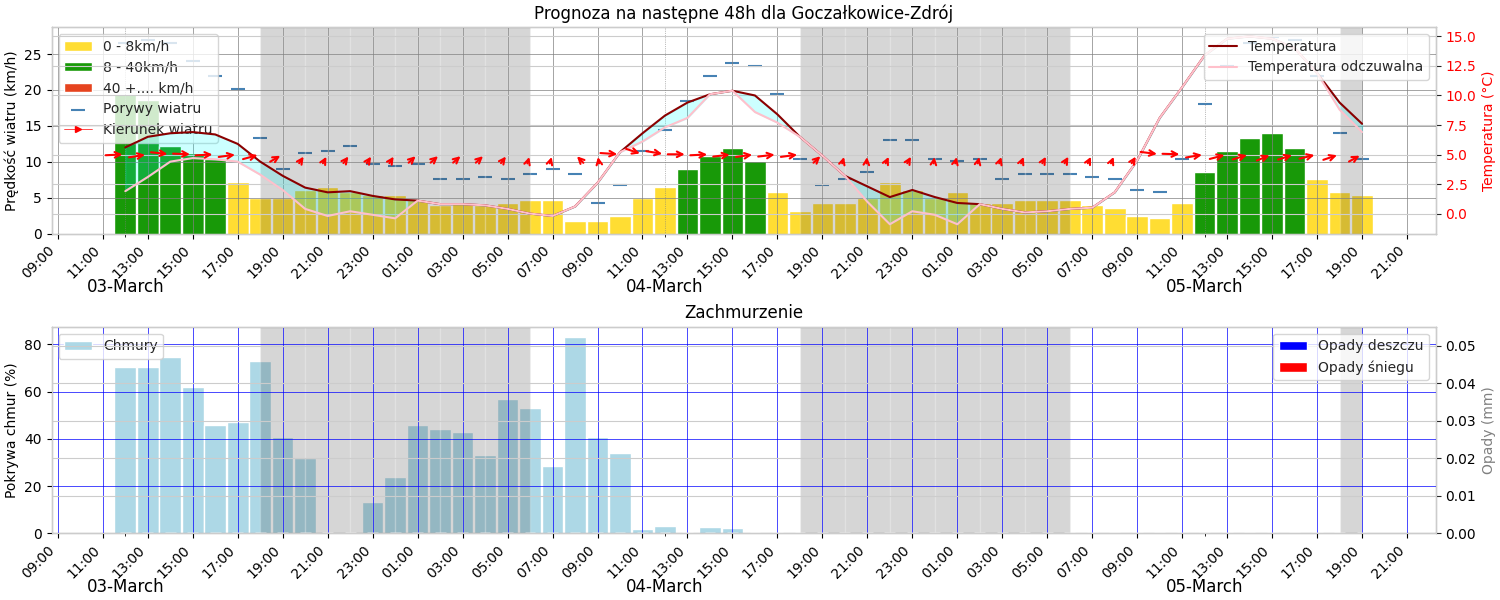 Prognoza na następne 48h dla Goczałkowice-Zdrój
Prędkość wiatru (km/h)
25
20
15
10
5
0
0 - 8km/h
8 - 40km/h
40 +.... km/h
Porywy wiatru
Kierunek wiatru
Temperatura
Temperatura odczuwalna
15.0
12.5
10.0
7.5
5.0
2.5
0.0
Temperatura (°C)
09:00 11:00 13:00 15:00 17:00 19:00 21:00 23:00 01:00 03:00 05:00 07:00 09:00 11:00 13:00 15:00 17:00 19:00 21:00 23:00 01:00 03:00 05:00 07:00 09:00 11:00 13:00 15:00 17:00 19:00 21:00
03-March 04-March 05-March
Zachmurzenie
Pokrywa chmur (%)
80
60
40
20
0
Chmury
Opady deszczu
Opady śniegu
0.05
0.04
0.03
0.02
0.01
0.00
Opady (mm)
09:00 11:00 13:00 15:00 17:00 19:00 21:00 23:00 01:00 03:00 05:00 07:00 09:00 11:00 13:00 15:00 17:00 19:00 21:00 23:00 01:00 03:00 05:00 07:00 09:00 11:00 13:00 15:00 17:00 19:00 21:00
03-March 04-March 05-March